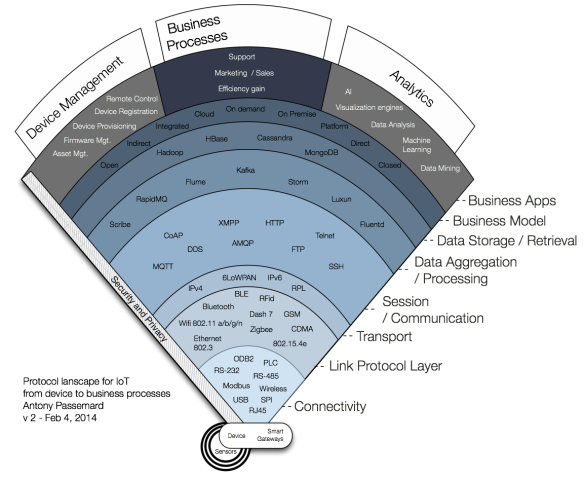 Business
Processes
Device Management
Analytics
Support
Marketing / Sales
Efficiency gain
Remote Control
Device Registration
Device Provisioning
Firmware Mgt.
Asset Mgt.
AI
Visualization engines
Data Analysis
Machine
Learning
Data Mining
Open
Indirect
Integrated
Cloud
On demand
On Premise
Platform
Direct
Closed
Hadoop
HBase
Cassandra
MongoDB
Scribe
RapidMQ
Flume
Kafka
Storm
Luxun
Fluentd
MQTT
CoAP
DDS
XMPP
AMQP
HTTP
FTP
Telnet
SSH
IPv4
6LoWPAN
IPv6
RPL
BLE
RFid
Bluetooth
Dash 7
GSM
Wifi 802.11 a/b/g/n
Zigbee
CDMA
Ethernet
802.3
802.15.4e
ODB2
PLC
RS-232
RS-485
Modbus
Wireless
USB
SPI
RJ45
Security and Privacy
Business Apps
Business Model
Data Storage / Retrieval
Data Aggregation
/ Processing
Session
/ Communication
Transport
Link Protocol Layer
Connectivity
Device
Smart
Gateways
Sensors
Protocol lanscape for IoT
from device to business processes
Antony Passemard
v 2 - Feb 4, 2014